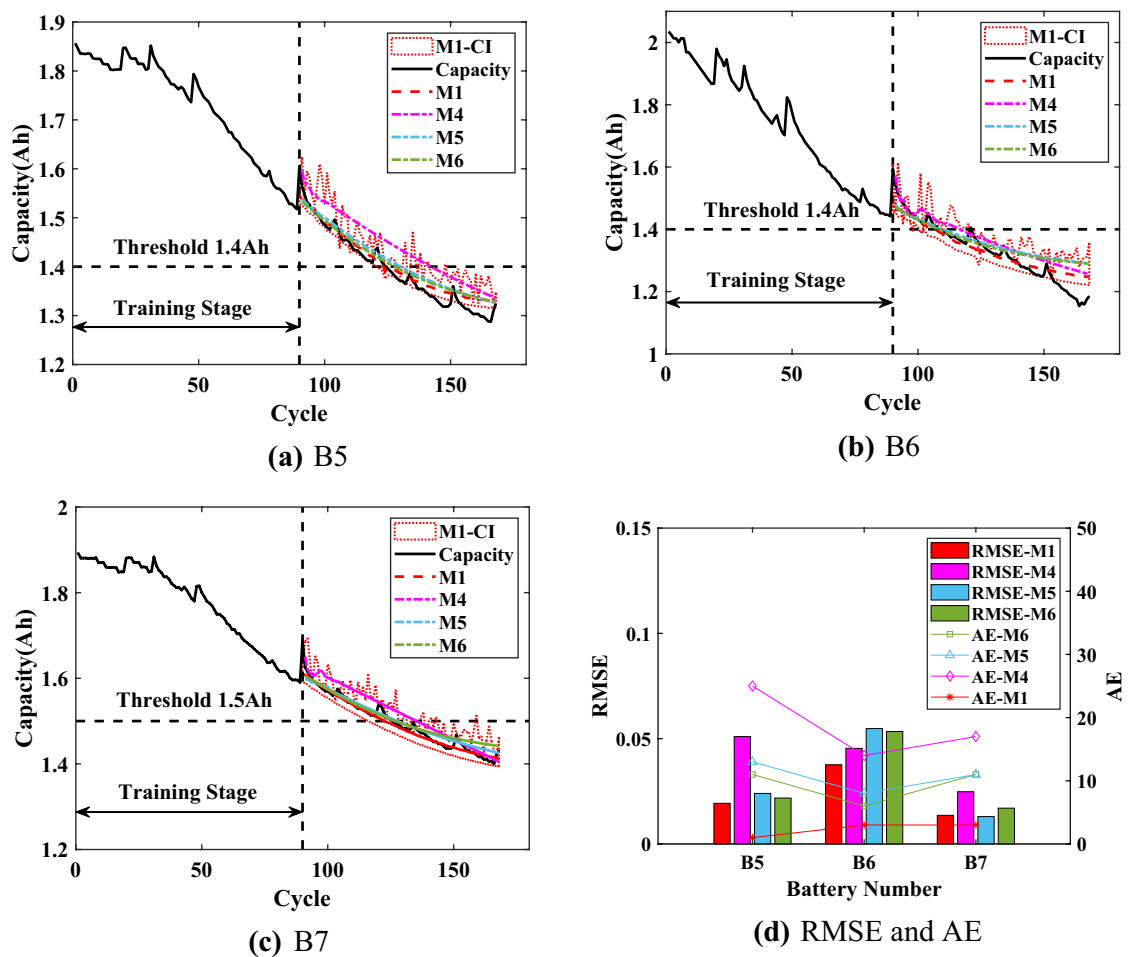 1.9
1.8
1.7
1.6
1.5
1.4
1.3
1.2
Capacity(Ah)
M1-CI
Capacity
M1
M4
M5
M6
Threshold 1.4Ah
Training Stage
0 50 100 150
Cycle
(a) B5
2
1.8
1.6
1.4
1.2
1
Capacity(Ah)
M1-CI
Capacity
M1
M4
M5
M6
Threshold 1.4Ah
Training Stage
0 50 100 150
Cycle
(b) B6
2
1.8
1.6
1.4
1.2
Capacity(Ah)
M1-CI
Capacity
M1
M4
M5
M6
Threshold 1.5Ah
Training Stage
0 50 100 150
Cycle
(c) B7
0.15
0.1
0.05
0
RMSE
RMSE-M1
RMSE-M4
RMSE-M5
RMSE-M6
AE-M6
AE-M5
AE-M4
AE-M1
50
40
30
20
10
0
AE
B5 B6 B7
Battery Number
(d) RMSE and AE